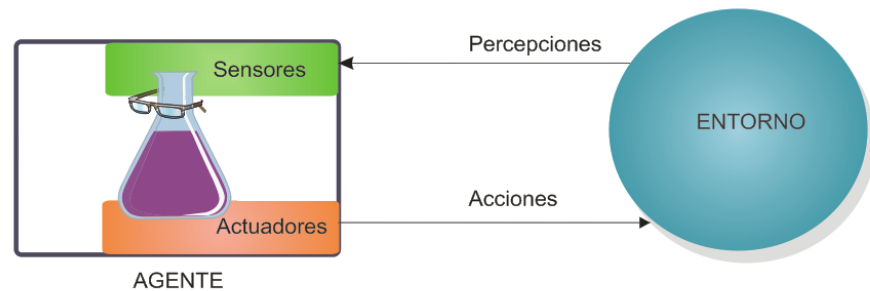 Percepciones
Sensores
ENTORNO
Acciones
Actuadores
AGENTE